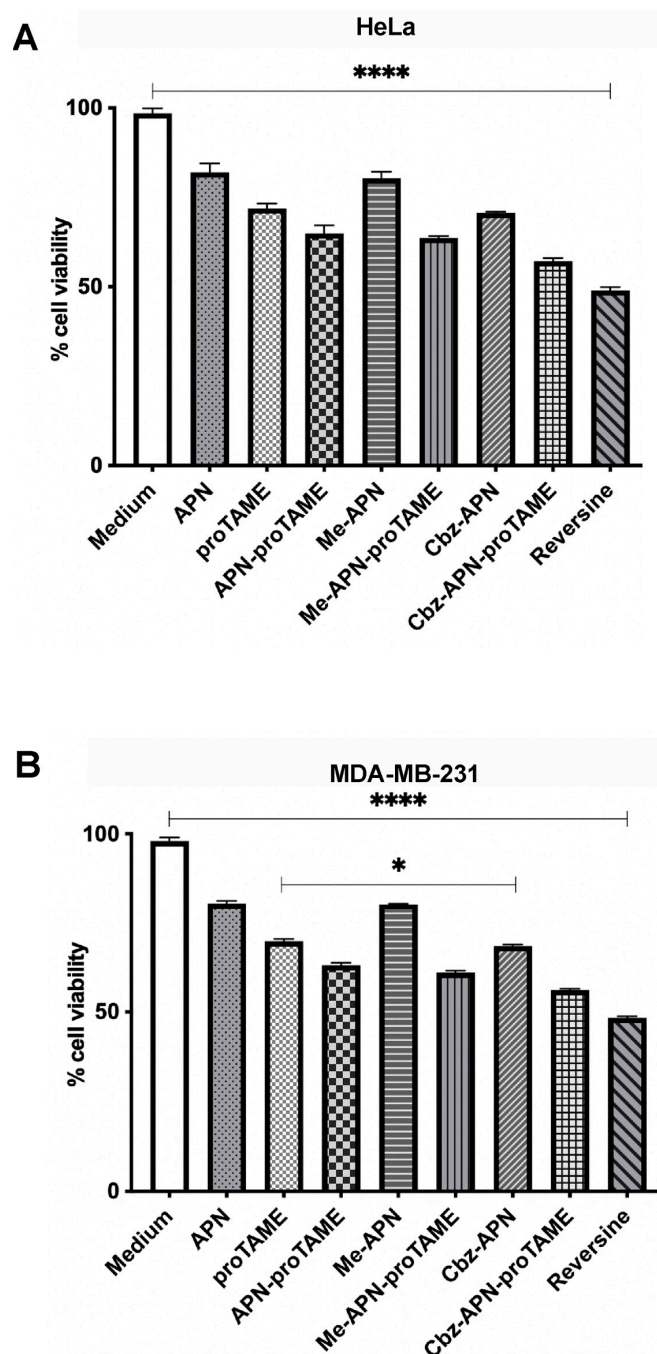 A
HeLa
****
100
50
0
% cell viability
Medium
APN
proTAME
APN-proTAME
Me-APN
Me-APN-proTAME
Cbz-APN
Cbz-APN-proTAME
Reversine
B
MDA-MB-231
****
*
100
50
0
% cell viability
Medium
APN
proTAME
APN-proTAME
Me-APN
Me-APN-proTAME
Cbz-APN
Cbz-APN-proTAME
Reversine